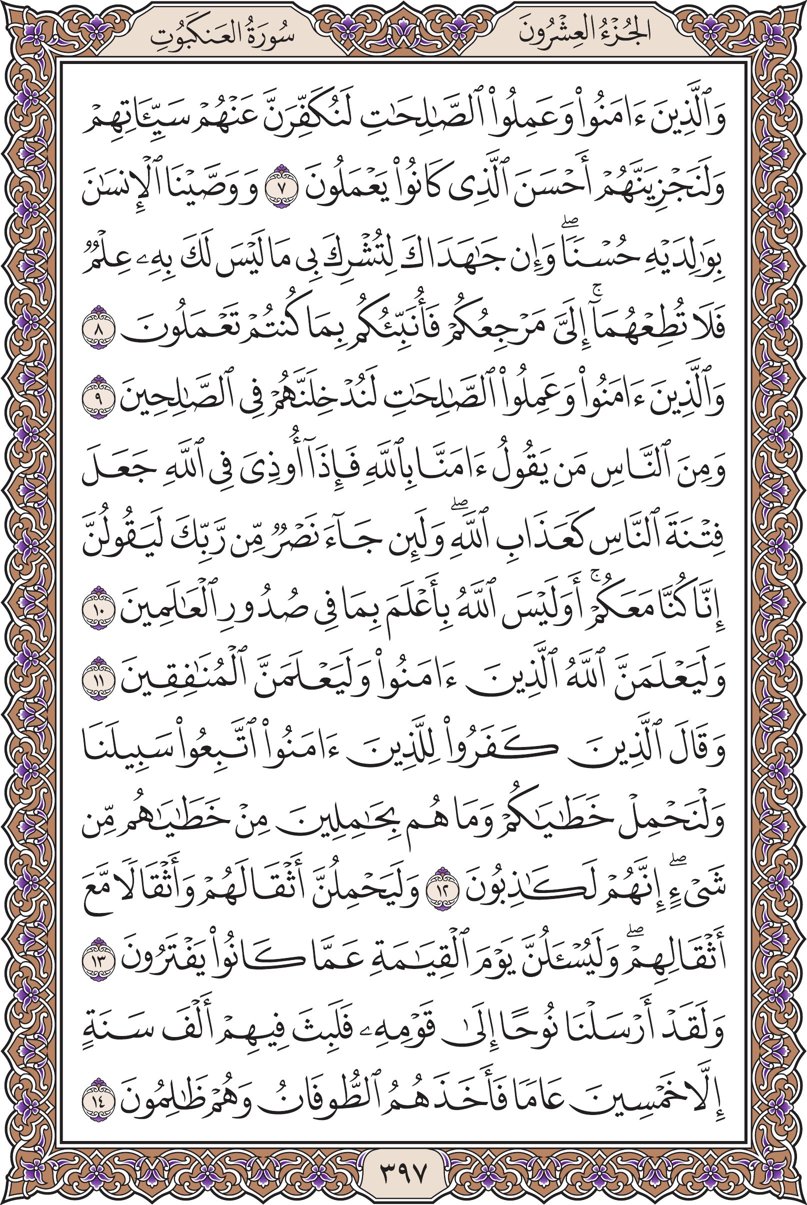 الجُزْءُ العِشْرُونَ
سُورَةُ العَنكَبُوتِ
وَٱلَّذِينَ ءَامَنُوا۟ وَعَمِلُوا۟ ٱلصَّـٰلِحَـٰتِ لَنُكَفِّرَنَّ عَنْهُمْ سَيِّـَٔاتِهِمْ
وَلَنَجْزِيَنَّهُمْ أَحْسَنَ ٱلَّذِى كَانُوا۟ يَعْمَلُونَ ٧ وَوَصَّيْنَا ٱلْإِنسَـٰنَ
بِوَٰلِدَيْهِ حُسْنًا ۖ وَإِن جَـٰهَدَاكَ لِتُشْرِكَ بِى مَا لَيْسَ لَكَ بِهِۦ عِلْمٌ
فَلَا تُطِعْهُمَآ ۚ إِلَىَّ مَرْجِعُكُمْ فَأُنَبِّئُكُم بِمَا كُنتُمْ تَعْمَلُونَ ٨
وَٱلَّذِينَ ءَامَنُوا۟ وَعَمِلُوا۟ ٱلصَّـٰلِحَـٰتِ لَنُدْخِلَنَّهُمْ فِى ٱلصَّـٰلِحِينَ ٩
وَمِنَ ٱلنَّاسِ مَن يَقُولُ ءَامَنَّا بِٱللَّهِ فَإِذَآ أُوذِىَ فِى ٱللَّهِ جَعَلَ
فِتْنَةَ ٱلنَّاسِ كَعَذَابِ ٱللَّهِ ۖ وَلَئِن جَآءَ نَصْرٌ مِّن رَّبِّكَ لَيَقُولُنَّ
إِنَّا كُنَّا مَعَكُمْ ۚ أَوَلَيْسَ ٱللَّهُ بِأَعْلَمَ بِمَا فِى صُدُورِ ٱلْعَـٰلَمِينَ ١٠
وَلَيَعْلَمَنَّ ٱللَّهُ ٱلَّذِينَ ءَامَنُوا۟ وَلَيَعْلَمَنَّ ٱلْمُنَـٰفِقِينَ ١١
وَقَالَ ٱلَّذِينَ كَفَرُوا۟ لِلَّذِينَ ءَامَنُوا۟ ٱتَّبِعُوا۟ سَبِيلَنَا
وَلْنَحْمِلْ خَطَـٰيَـٰكُمْ وَمَا هُم بِحَـٰمِلِينَ مِنْ خَطَـٰيَـٰهُم مِّن
شَىْءٍ ۖ إِنَّهُمْ لَكَـٰذِبُونَ ١٢ وَلَيَحْمِلُنَّ أَثْقَالَهُمْ وَأَثْقَالًا مَّعَ
أَثْقَالِهِمْ ۖ وَلَيُسْـَٔلُنَّ يَوْمَ ٱلْقِيَـٰمَةِ عَمَّا كَانُوا۟ يَفْتَرُونَ ١٣
وَلَقَدْ أَرْسَلْنَا نُوحًا إِلَىٰ قَوْمِهِۦ فَلَبِثَ فِيهِمْ أَلْفَ سَنَةٍ
إِلَّا خَمْسِينَ عَامًا فَأَخَذَهُمُ ٱلطُّوفَانُ وَهُمْ ظَـٰلِمُونَ ١٤
٣٩٧